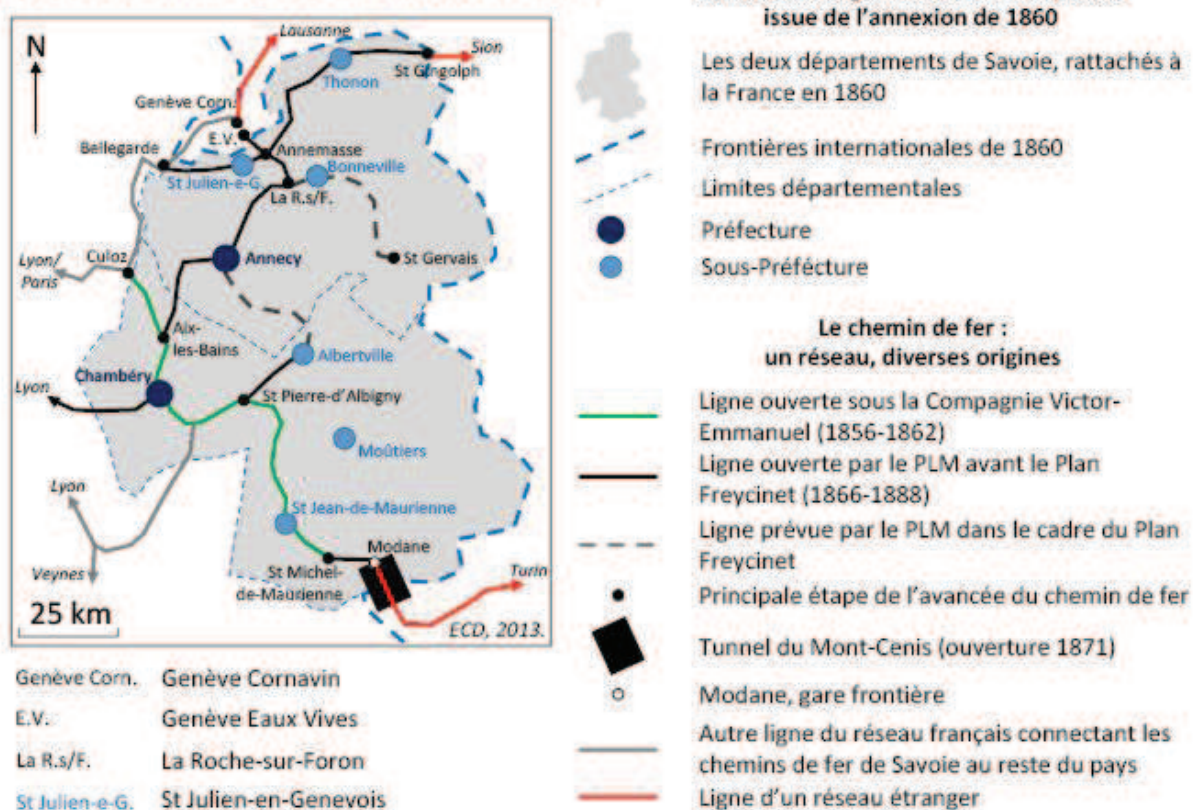 N
Lausanne
Sion
St Gingolph
Thonon
Genève Corn.
E.V.
Bellegarde
Annemasse
Bonneville
St Julien-e-G.
La R.s/F.
Culoz
Lyon/
Paris
Annecy
St Gervais
Aix-
les-Bains
Albertville
Chambéry
Lyon
St Pierre-d'Albigny
Moûtiers
Lyon
St Jean-de-Maurienne
Modane
St Michel-
de-Maurienne
Veynes
Turin
25 km
ECD, 2013.
Genève Corn. Genève Cornavin
E.V. Genève Eaux Vives
La R.s/F. La Roche-sur-Foron
St Julien-e-G. St Julien-en-Genevois
issue de l'annexion de 1860
Les deux départements de Savoie, rattachés à
la France en 1860
Frontières internationales de 1860
Limites départementales
Préfecture
Sous-Préfécture
Le chemin de fer :
un réseau, diverses origines
Ligne ouverte sous la Compagnie Victor-
Emmanuel (1856-1862)
Ligne ouverte par le PLM avant le Plan
Freycinet (1866-1888)
Ligne prévue par le PLM dans le cadre du Plan
Freycinet
Principale étape de l'avancée du chemin de fer
Tunnel du Mont-Cenis (ouverture 1871)
Modane, gare frontière
Autre ligne du réseau français connectant les
chemins de fer de Savoie au reste du pays
Ligne d'un réseau étranger